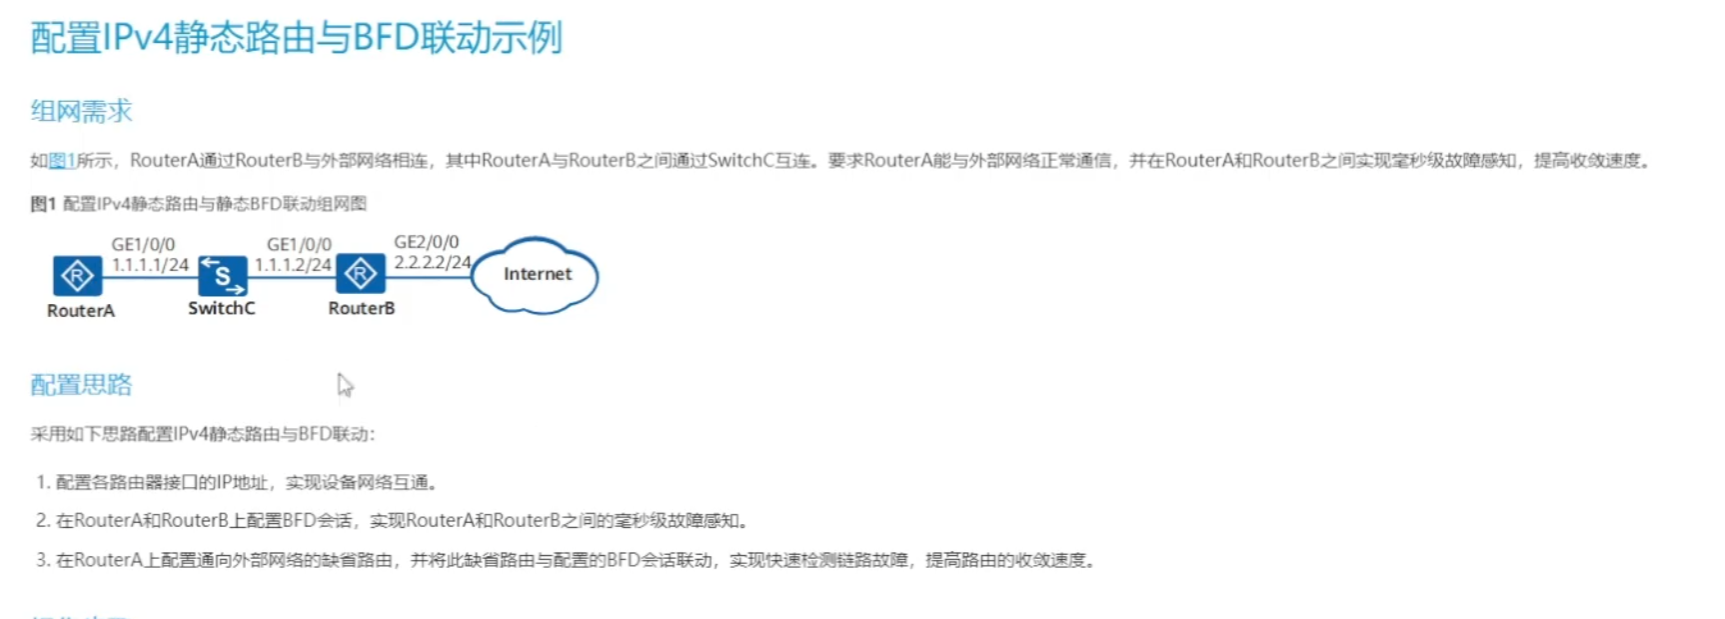 配置IPv4静态路由与BFD联动示例
组网需求
如图1所示，RouterA通过RouterB与外部网络相连，其中RouterA与RouterB之间通过SwitchC互连。要求RouterA能与外部网络正常通信，并在RouterA和RouterB之间实现毫秒级故障感知，提高收敛速度。
图1 配置IPv4静态路由与静态BFD联动组网图
GE1/0/0 GE1/0/0 GE2/0/0
1.1.1.1/24 1.1.1.2/24 2.2.2.2/24
R S R Internet
RouterA SwitchC RouterB
配置思路
采用如下思路配置IPv4静态路由与BFD联动：
1. 配置各路由器接口的IP地址，实现设备网络互通。
2. 在RouterA和RouterB上配置BFD会话，实现RouterA和RouterB之间的毫秒级故障感知。
3. 在RouterA上配置通向外部网络的缺省路由，并将此缺省路由与配置的BFD会话联动，实现快速检测链路故障，提高路由的收敛速度。